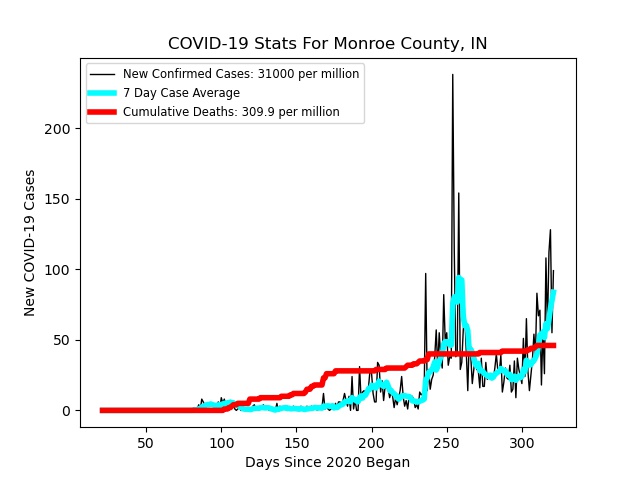 COVID-19 Stats For Monroe County, IN
New Confirmed Cases: 31000 per million
7 Day Case Average
Cumulative Deaths: 309.9 per million
New COVID-19 Cases
200
150
100
50
0
50 100 150 200 250 300
Days Since 2020 Began